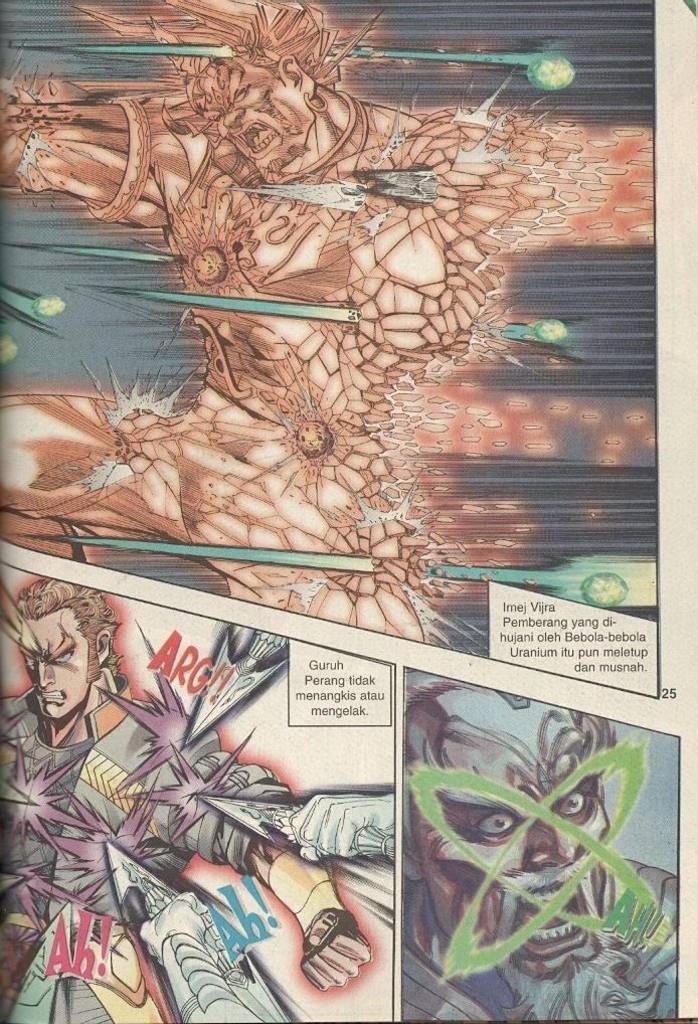 Imej Vijra
Pemberang yang di-
hujani oleh Bebola-bebola
Uranium itu pun meletup
dan musnah.
25
Guruh
Perang tidak
menangkis atau
mengelak.
ARG!!
Ah!
Ah!
AHH!